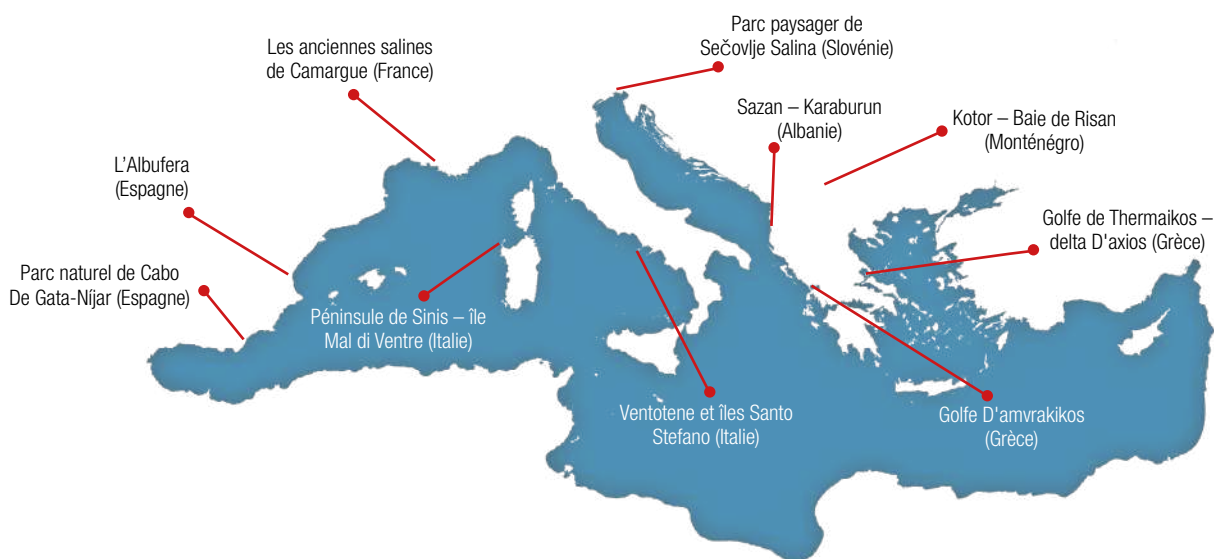 Parc paysager de
Sečovlje Salina (Slovénie)
Les anciennes salines
de Camargue (France)
Sazan – Karaburun
(Albanie)
Kotor – Baie de Risan
(Monténégro)
L'Albufera
(Espagne)
Golfe de Thermaikos –
delta D'axios (Grèce)
Parc naturel de Cabo
De Gata-Níjar (Espagne)
Péninsule de Sinis – île
Mal di Ventre (Italie)
Ventotene et îles Santo
Stefano (Italie)
Golfe D'amvrakikos
(Grèce)